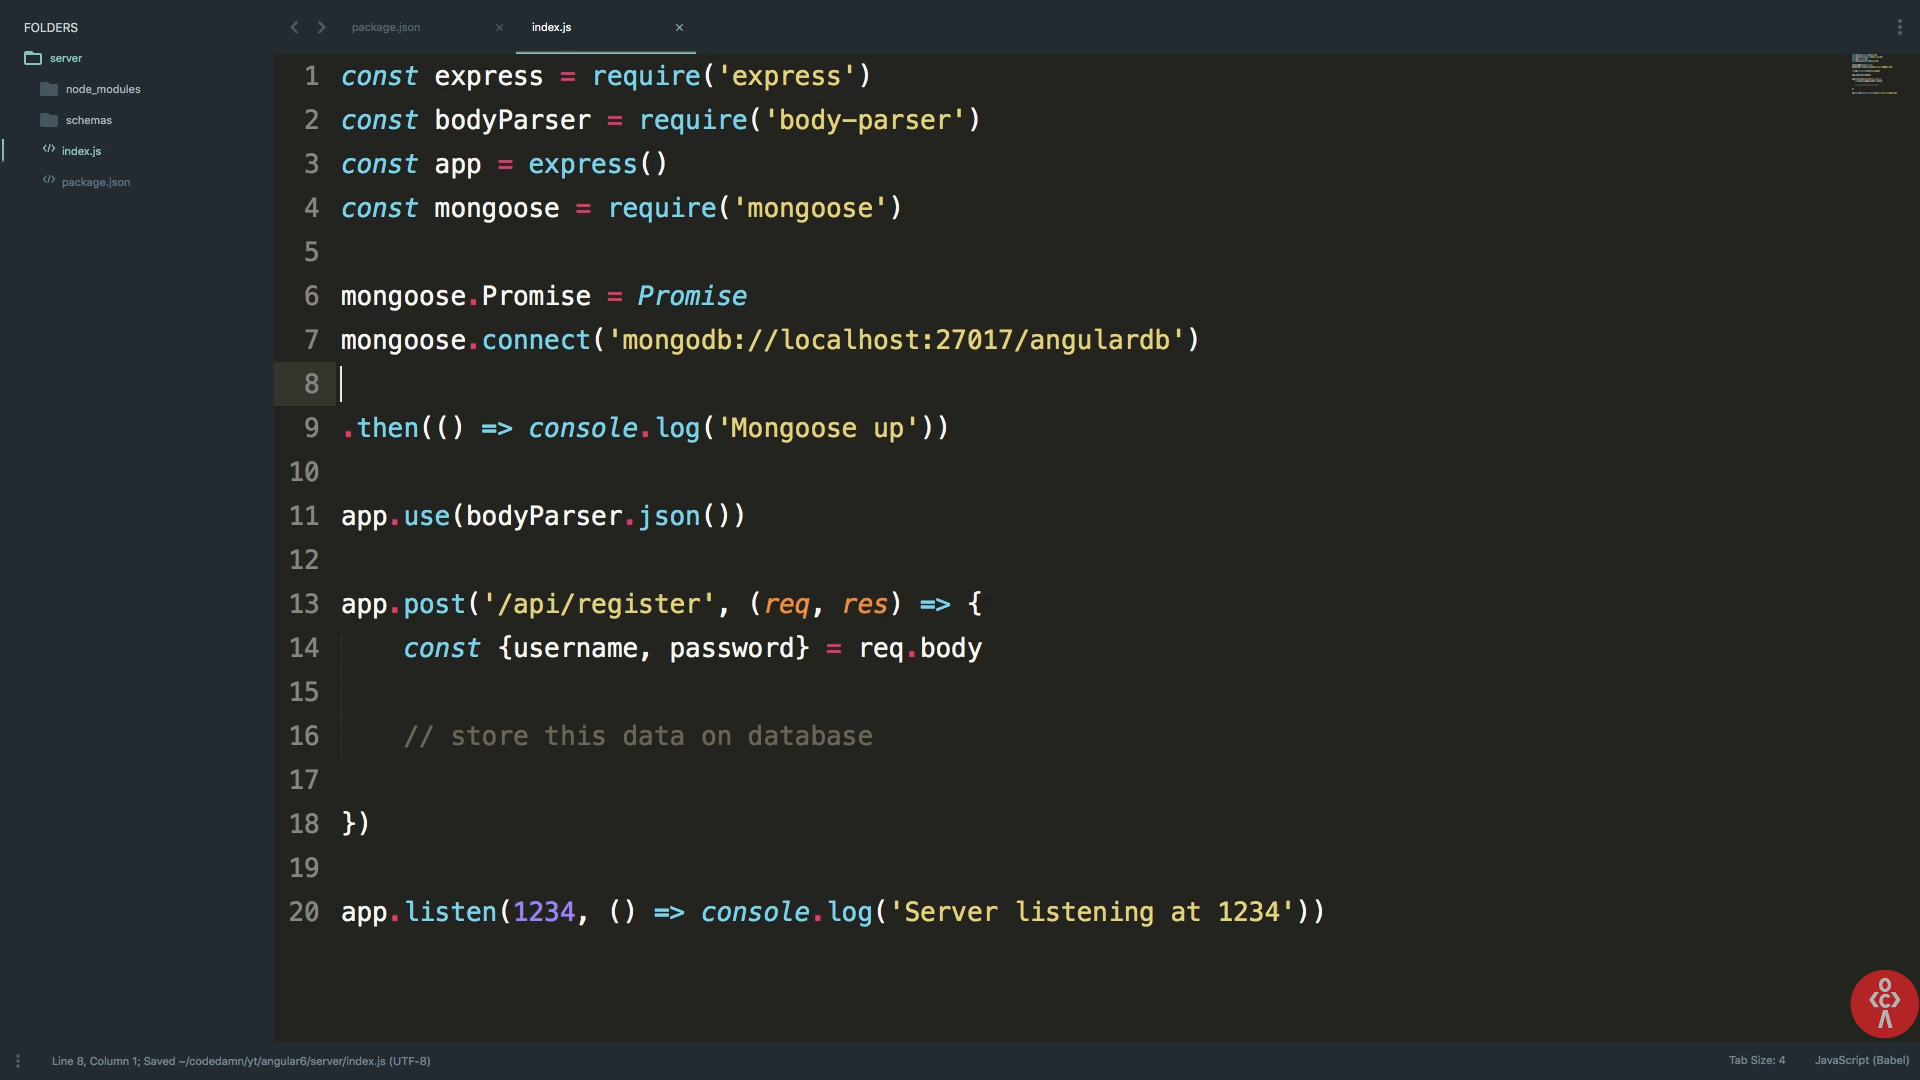 FOLDERS
server
node_modules
schemas
index.js
package.json
package.json
index.js
1 const express = require('express')
2 const bodyParser = require('body-parser')
3 const app = express()
4 const mongoose = require('mongoose')
5
6 mongoose.Promise = Promise
7 mongoose.connect('mongodb://localhost:27017/angulardb')
8
9 .then(() => console.log('Mongoose up'))
10
11 app.use(bodyParser.json())
12
13 app.post('/api/register', (req, res) => {
14     const {username, password} = req.body
15
16     // store this data on database
17
18 })
19
20 app.listen(1234, () => console.log('Server listening at 1234'))
Line 8, Column 1; Saved ~/codedamn/yt/angular6/server/index.js (UTF-8)
Tab Size: 4
JavaScript (Babel)